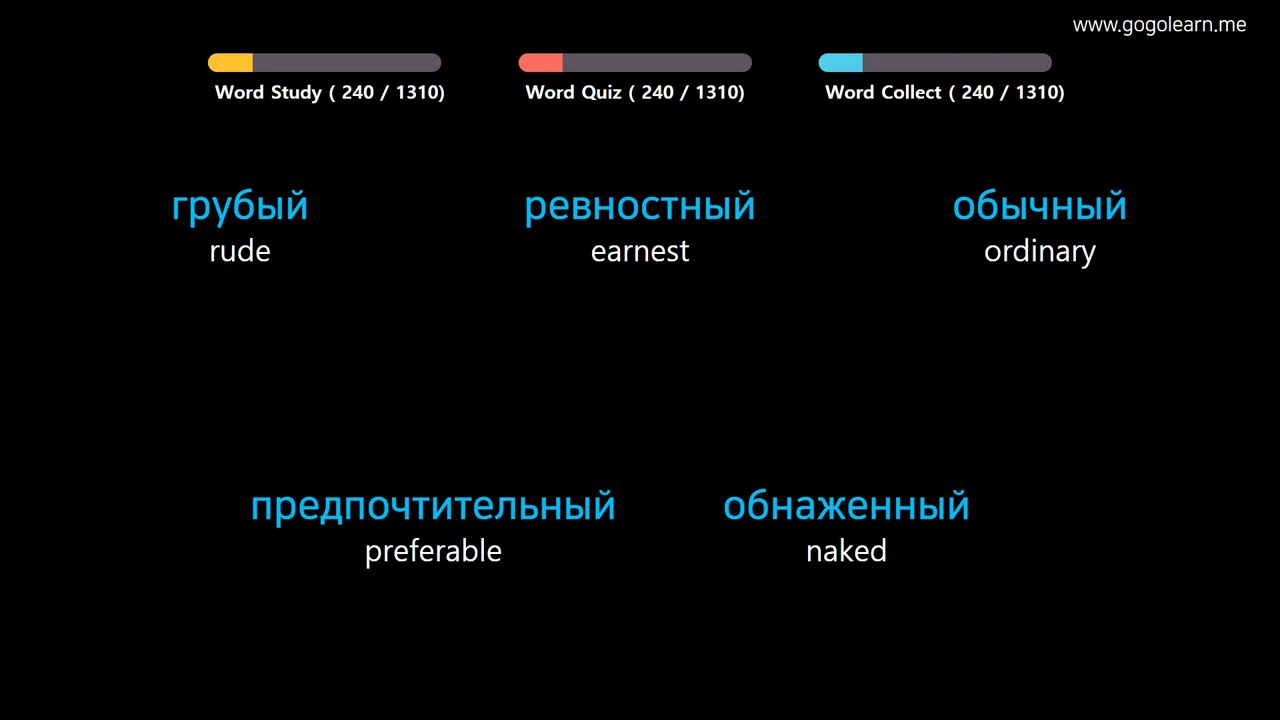 www.gogolearn.me
Word Study ( 240 / 1310)
Word Quiz ( 240 / 1310)
Word Collect ( 240 / 1310)
грубый
rude
ревностный
earnest
обычный
ordinary
предпочтительный
preferable
обнаженный
naked